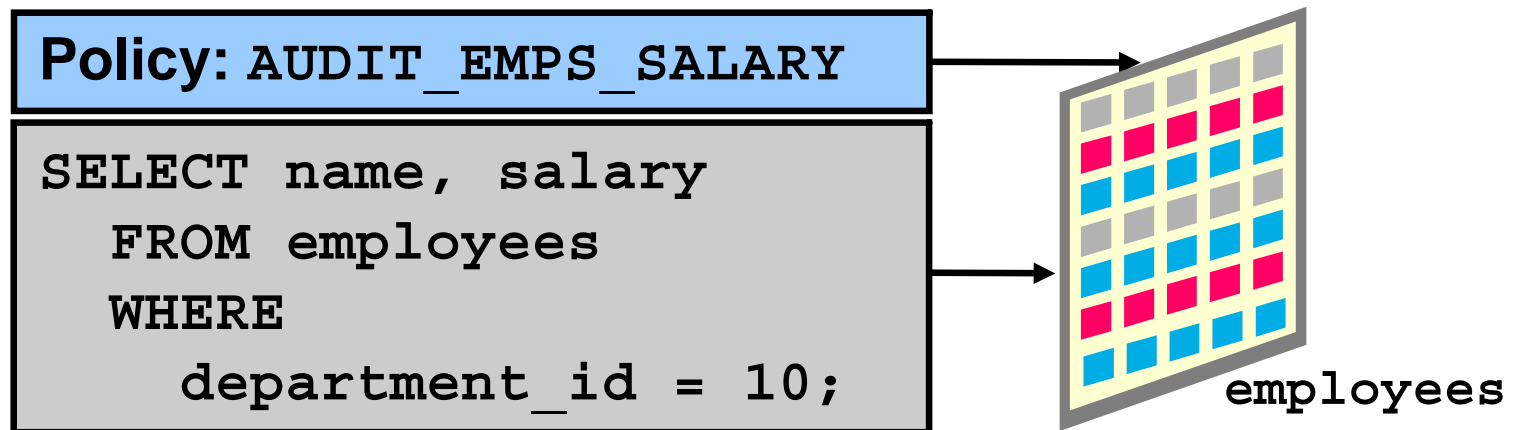 Policy: AUDIT_EMPS_SALARY
SELECT name, salary
FROM employees
WHERE
department_id = 10;
employees